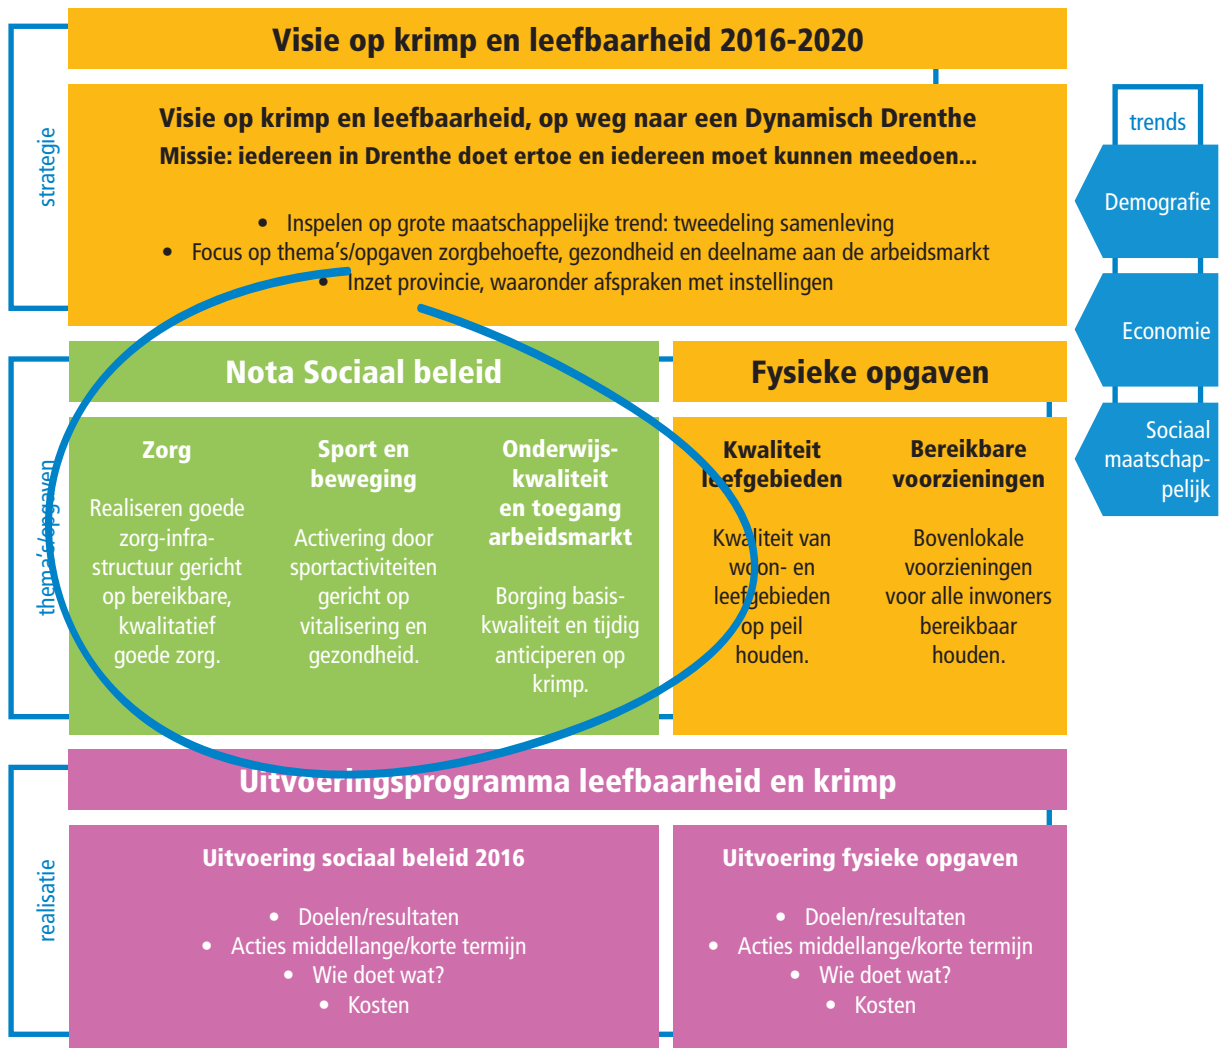 Visie op krimp en leefbaarheid 2016-2020
strategie
Visie op krimp en leefbaarheid, op weg naar een Dynamisch Drenthe
Missie: iedereen in Drenthe doet ertoe en iedereen moet kunnen meedoen...
• Inspelen op grote maatschappelijke trend: tweedeling samenleving
• Focus op thema's/opgaven zorgbehoefte, gezondheid en deelname aan de arbeidsmarkt
• Inzet provincie, waaronder afspraken met instellingen
trends
Demografie
Economie
Sociaal
maatschap-
pelijk
thema's/opgaven
Nota Sociaal beleid
Zorg
Realiseren goede
zorg-infra-
structuur gericht
op bereikbare,
kwalitatief
goede zorg.
Sport en
beweging
Activering door
sportactiviteiten
gericht op
vitalisering en
gezondheid.
Onderwijs-
kwaliteit
en toegang
arbeidsmarkt
Borging basis-
kwaliteit en tijdig
anticiperen op
krimp.
Fysieke opgaven
Kwaliteit
leefgebieden
Kwaliteit van
woon- en
leefgebieden
op peil
houden.
Bereikbare
voorzieningen
Bovenlokale
voorzieningen
voor alle inwoners
bereikbaar
houden.
realisatie
Uitvoeringsprogramma leefbaarheid en krimp
Uitvoering sociaal beleid 2016
• Doelen/resultaten
• Acties middellange/korte termijn
• Wie doet wat?
• Kosten
Uitvoering fysieke opgaven
• Doelen/resultaten
• Acties middellange/korte termijn
• Wie doet wat?
• Kosten